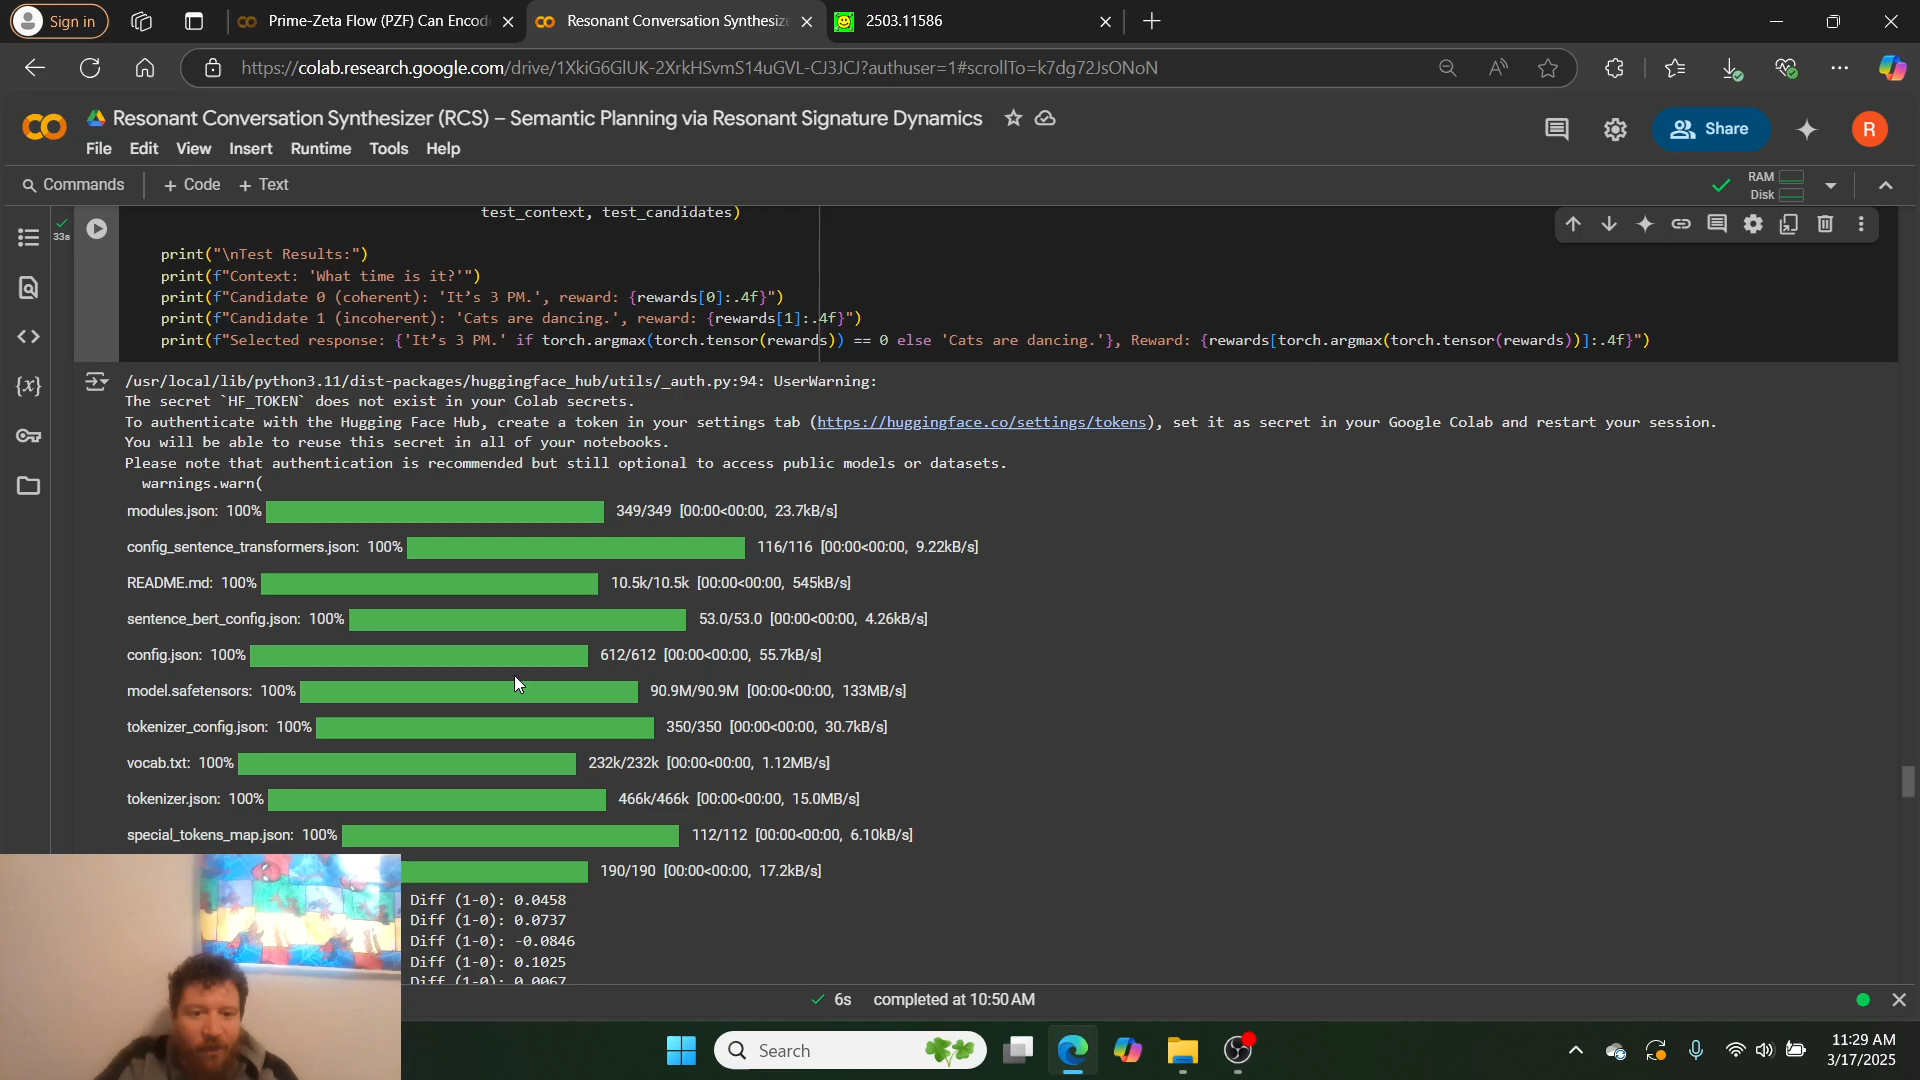 Sign in
Prime-Zeta Flow (PZF) Can Encod
Resonant Conversation Synthesize
2503.11586
https://colab.research.google.com/drive/1XkiG6GlUK-2XrkHSvmS14uGVL-CJ3JCJ?authuser=1#scrollTo=k7dg72JsONoN
Resonant Conversation Synthesizer (RCS) – Semantic Planning via Resonant Signature Dynamics
File Edit View Insert Runtime Tools Help
Share
R
Commands + Code + Text
RAM
Disk
33s
test_context, test_candidates)
print("\nTest Results:")
print(f"Context: 'What time is it?'")
print(f"Candidate 0 (coherent): 'It’s 3 PM.', reward: {rewards[0]:.4f}")
print(f"Candidate 1 (incoherent): 'Cats are dancing.', reward: {rewards[1]:.4f}")
print(f"Selected response: {'It’s 3 PM.' if torch.argmax(torch.tensor(rewards)) == 0 else 'Cats are dancing.'}, Reward: {rewards[torch.argmax(torch.tensor(rewards))]:.4f}")
/usr/local/lib/python3.11/dist-packages/huggingface_hub/utils/_auth.py:94: UserWarning:
The secret `HF_TOKEN` does not exist in your Colab secrets.
To authenticate with the Hugging Face Hub, create a token in your settings tab (https://huggingface.co/settings/tokens), set it as secret in your Google Colab and restart your session.
You will be able to reuse this secret in all of your notebooks.
Please note that authentication is recommended but still optional to access public models or datasets.
warnings.warn(
modules.json: 100% 349/349 [00:00<00:00, 23.7kB/s]
config_sentence_transformers.json: 100% 116/116 [00:00<00:00, 9.22kB/s]
README.md: 100% 10.5k/10.5k [00:00<00:00, 545kB/s]
sentence_bert_config.json: 100% 53.0/53.0 [00:00<00:00, 4.26kB/s]
config.json: 100% 612/612 [00:00<00:00, 55.7kB/s]
model.safetensors: 100% 90.9M/90.9M [00:00<00:00, 133MB/s]
tokenizer_config.json: 100% 350/350 [00:00<00:00, 30.7kB/s]
vocab.txt: 100% 232k/232k [00:00<00:00, 1.12MB/s]
tokenizer.json: 100% 466k/466k [00:00<00:00, 15.0MB/s]
special_tokens_map.json: 100% 112/112 [00:00<00:00, 6.10kB/s]
190/190 [00:00<00:00, 17.2kB/s]
Diff (1-0): 0.0458
Diff (1-0): 0.0737
Diff (1-0): -0.0846
Diff (1-0): 0.1025
Diff (1-0): 0.0067
6s completed at 10:50 AM
Search
11:29 AM
3/17/2025